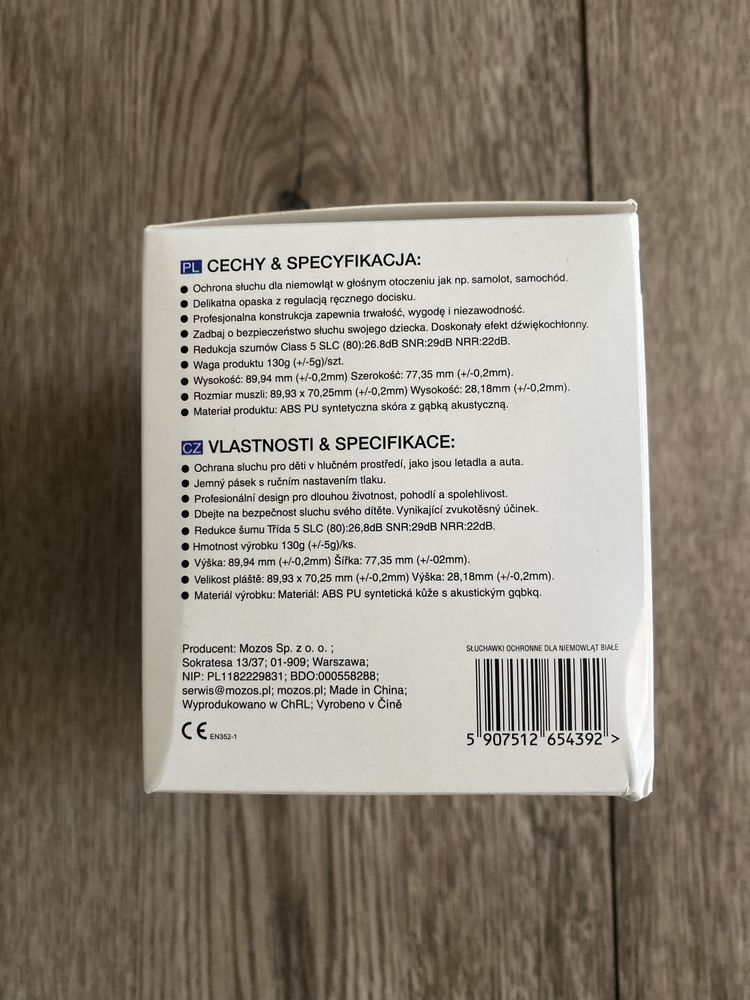 PL CECHY & SPECYFIKACJA:
● Ochrona słuchu dla niemowląt w głośnym otoczeniu jak np. samolot, samochód.
● Delikatna opaska z regulacją ręcznego docisku.
● Profesjonalna konstrukcja zapewnia trwałość, wygodę i niezawodność.
● Zadbaj o bezpieczeństwo słuchu swojego dziecka. Doskonały efekt dźwiękochłonny.
● Redukcja szumów Class 5 SLC (80):26.8dB SNR:29dB NRR:22dB.
● Waga produktu 130g (+/-5g)/szt.
● Wysokość: 89,94 mm (+/-0,2mm) Szerokość: 77,35 mm (+/-0,2mm).
● Rozmiar muszli: 89,93 x 70,25mm (+/-0,2mm) Wysokość: 28,18mm (+/-0,2mm).
● Materiał produktu: ABS PU syntetyczna skóra z gąbką akustyczną.
CZ VLASTNOSTI & SPECIFIKACE:
● Ochrana sluchu pro děti v hlučném prostředí, jako jsou letadla a auta.
● Jemný pásek s ručním nastavením tlaku.
● Profesionální design pro dlouhou životnost, pohodlí a spolehlivost.
● Dbejte na bezpečnost sluchu svého dítěte. Vynikající zvukotěsný účinek.
● Redukce šumu Třída 5 SLC (80):26,8dB SNR:29dB NRR:22dB.
● Hmotnost výrobku 130g (+/-5g)/ks.
● Výška: 89,94 mm (+/-0,2mm) Šířka: 77,35 mm (+/-02mm).
● Velikost pláště: 89,93 x 70,25 mm (+/-0,2mm) Výška: 28,18mm (+/-0,2mm).
● Materiál výrobku: Materiál: ABS PU syntetická kůže s akustickým gąbką.
Producent: Mozos Sp. z o. o. ;
Sokratesa 13/37; 01-909; Warszawa;
NIP: PL1182229831; BDO:000558288;
serwis@mozos.pl; mozos.pl; Made in China;
Wyprodukowano w ChRL; Vyrobeno v Číně
CE EN352-1
SŁUCHAWKI OCHRONNE DLA NIEMOWLĄT BIAŁE
5 907512 654392 >